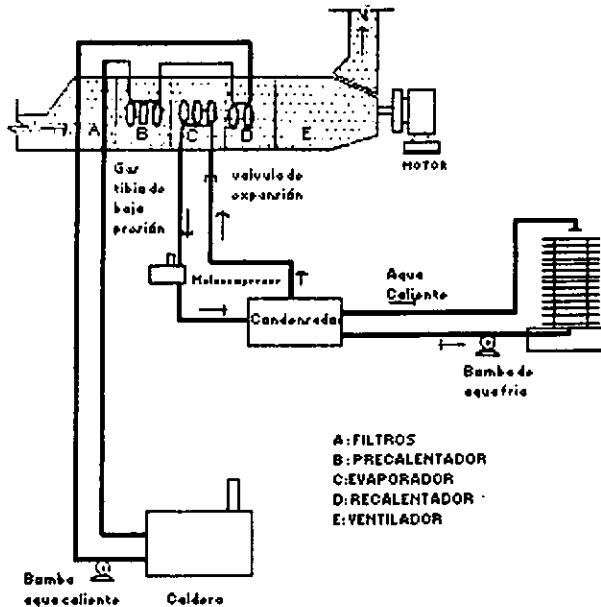 A
B
C
D
E
MOTOR
Gas
tibia de
baja
presión
valvula de
expansión
Motocompresor
Condensador
Agua
Caliente
Bomba de
agua fria
A:FILTROS
B:PRECALENTADOR
C:EVAPORADOR
D:RECALENTADOR
E:VENTILADOR
Bomba
agua caliente
Caldera